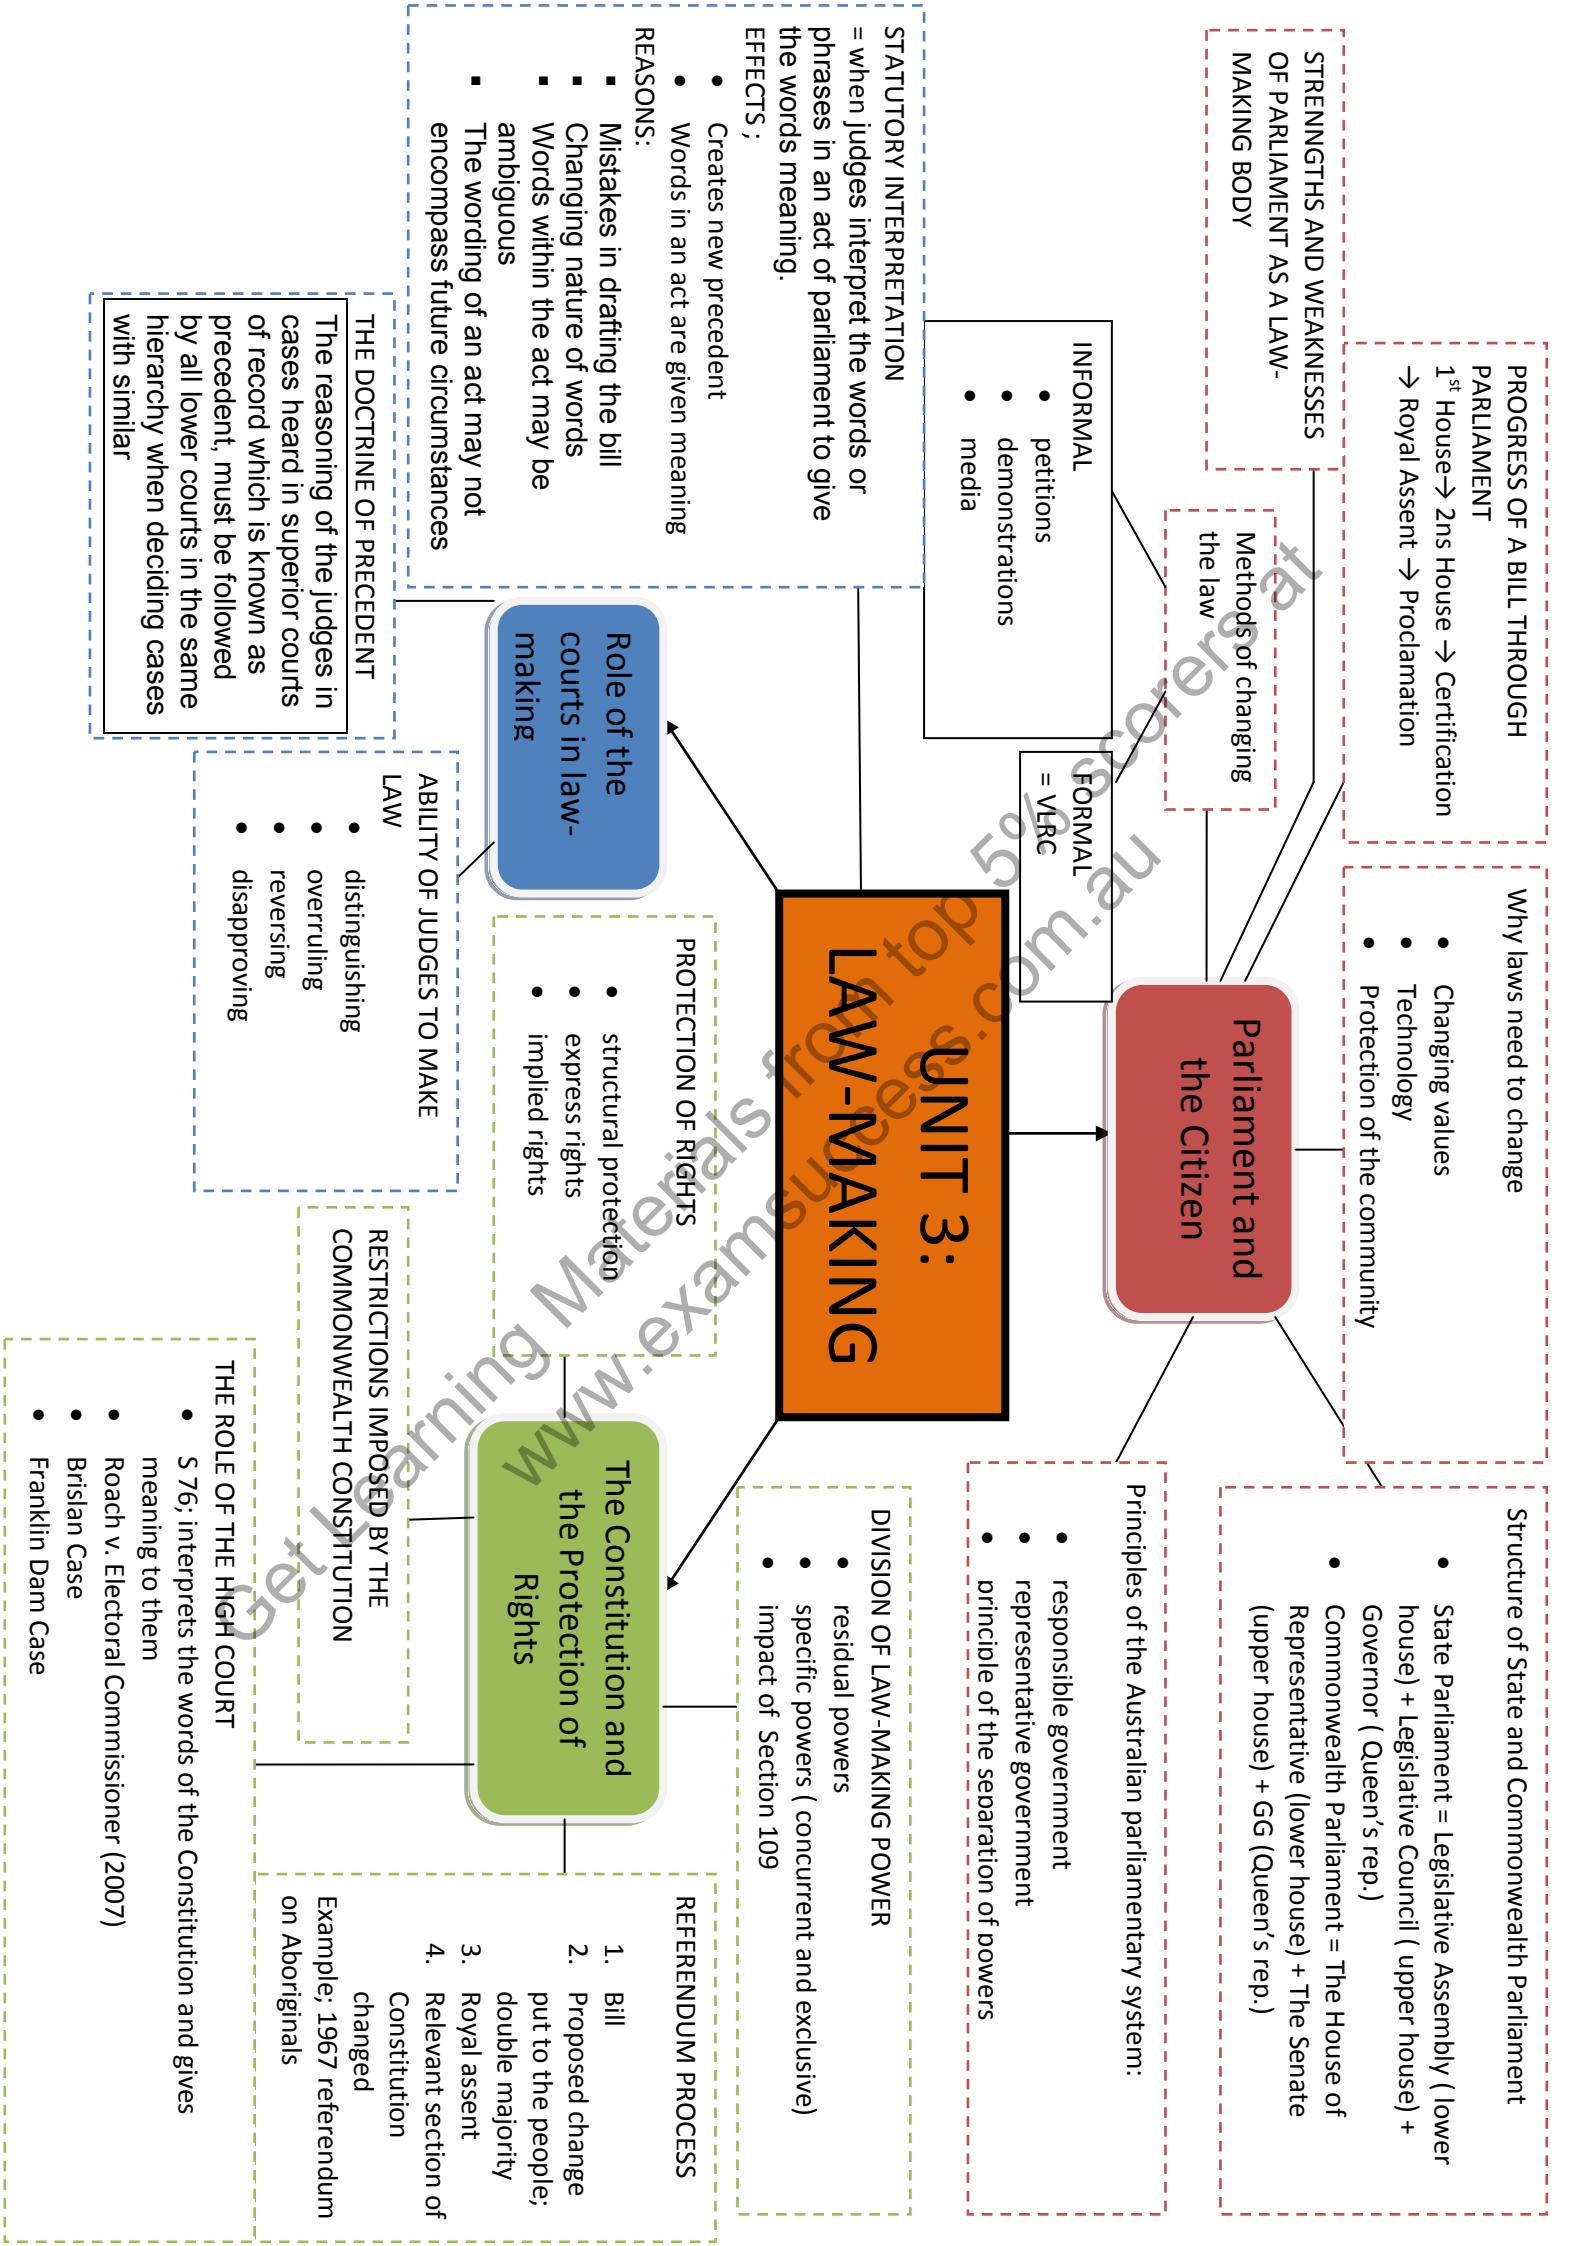 PROGRESS OF A BILL THROUGH
PARLIAMENT
1st House→ 2ns House → Certification
→ Royal Assent → Proclamation
STRENNGTHS AND WEAKNESSES
OF PARLIAMENT AS A LAW-
MAKING BODY
Why laws need to change
• Changing values
• Technology
• Protection of the community
Structure of State and Commonwealth Parliament
• State Parliament = Legislative Assembly ( lower
house) + Legislative Council ( upper house) +
Governor ( Queen's rep.)
• Commonwealth Parliament = The House of
Representative (lower house) + The Senate
(upper house) + GG (Queen's rep.)
Methods of changing
the law
INFORMAL
• petitions
• demonstrations
• media
FORMAL
= VLRC
Parliament and
the Citizen
Principles of the Australian parliamentary system:
• responsible government
• representative government
• principle of the separation of powers
UNIT 3:
LAW-MAKING
STATUTORY INTERPRETATION
= when judges interpret the words or
phrases in an act of parliament to give
the words meaning.
EFFECTS ;
• Creates new precedent
• Words in an act are given meaning
REASONS:
▪ Mistakes in drafting the bill
▪ Changing nature of words
▪ Words within the act may be
ambiguous
▪ The wording of an act may not
encompass future circumstances
Role of the
courts in law-
making
THE DOCTRINE OF PRECEDENT
The reasoning of the judges in
cases heard in superior courts
of record which is known as
precedent, must be followed
by all lower courts in the same
hierarchy when deciding cases
with similar
ABILITY OF JUDGES TO MAKE
LAW
• distinguishing
• overruling
• reversing
• disapproving
PROTECTION OF RIGHTS
• structural protection
• express rights
• implied rights
DIVISION OF LAW-MAKING POWER
• residual powers
• specific powers ( concurrent and exclusive)
• impact of Section 109
The Constitution and
the Protection of
Rights
RESTRICTIONS IMPOSED BY THE
COMMONWEALTH CONSTITUTION
REFERENDUM PROCESS
1. Bill
2. Proposed change
put to the people;
double majority
3. Royal assent
4. Relevant section of
Constitution
changed
Example; 1967 referendum
on Aboriginals
THE ROLE OF THE HIGH COURT
• S 76; interprets the words of the Constitution and gives
meaning to them
• Roach v. Electoral Commissioner (2007)
• Brislan Case
• Franklin Dam Case
Get Learning Materials from top 5% scorers at
www.examsuccess.com.au